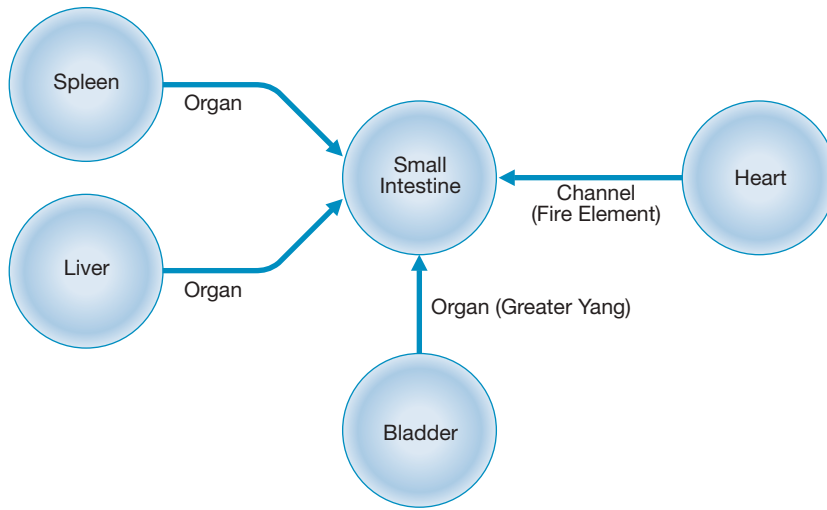 Spleen
Organ
Small
Intestine
Channel
(Fire Element)
Heart
Liver
Organ
Organ (Greater Yang)
Bladder